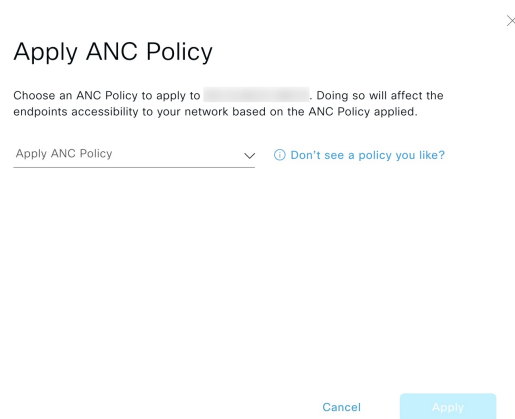 Apply ANC Policy
Choose an ANC Policy to apply to . Doing so will affect the
endpoints accessibility to your network based on the ANC Policy applied.
Apply ANC Policy Don't see a policy you like?
Cancel Apply